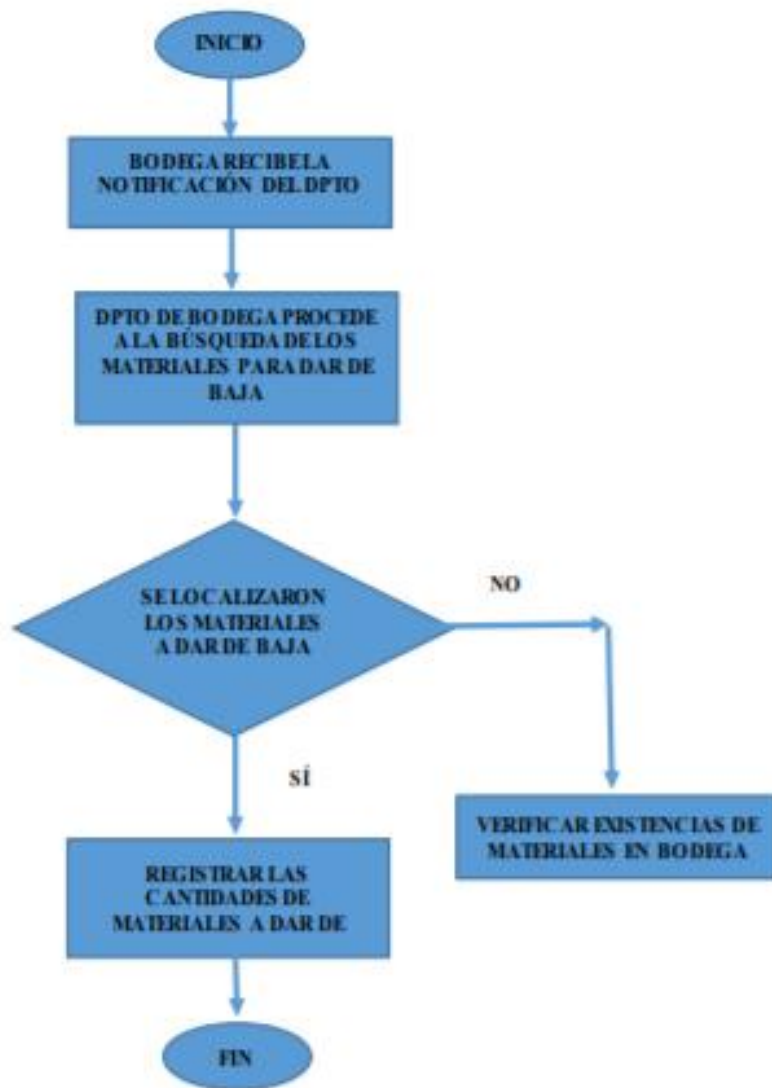 INICIO
BODEGA RECIBE LA
NOTIFICACIÓN DEL DPTO
DPTO DE BODEGA PROCEDE
A LA BÚSQUEDA DE LOS
MATERIALES PARA DAR DE
BAJA
SE LOCALIZARON
LOS MATERIALES
A DAR DE BAJA
NO
SÍ
VERIFICAR EXISTENCIAS DE
MATERIALES EN BODEGA
REGISTRAR LAS
CANTIDADES DE
MATERIALES A DAR DE
FIN